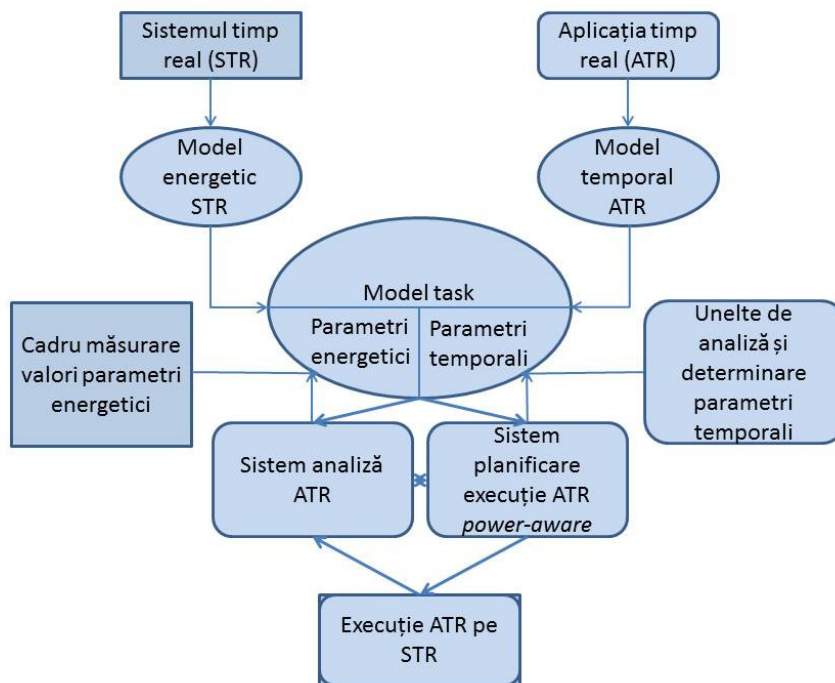 Sistemul timp
real (STR)
Aplicația timp
real (ATR)
Model
energetic
STR
Model
temporal
ATR
Model task
Parametri
energetici
Parametri
temporali
Cadru măsurare
valori parametri
energetici
Unelte de
analiză și
determinare
parametri
temporali
Sistem analiză
ATR
Sistem
planificare
execuție ATR
power-aware
Execuție ATR pe
STR